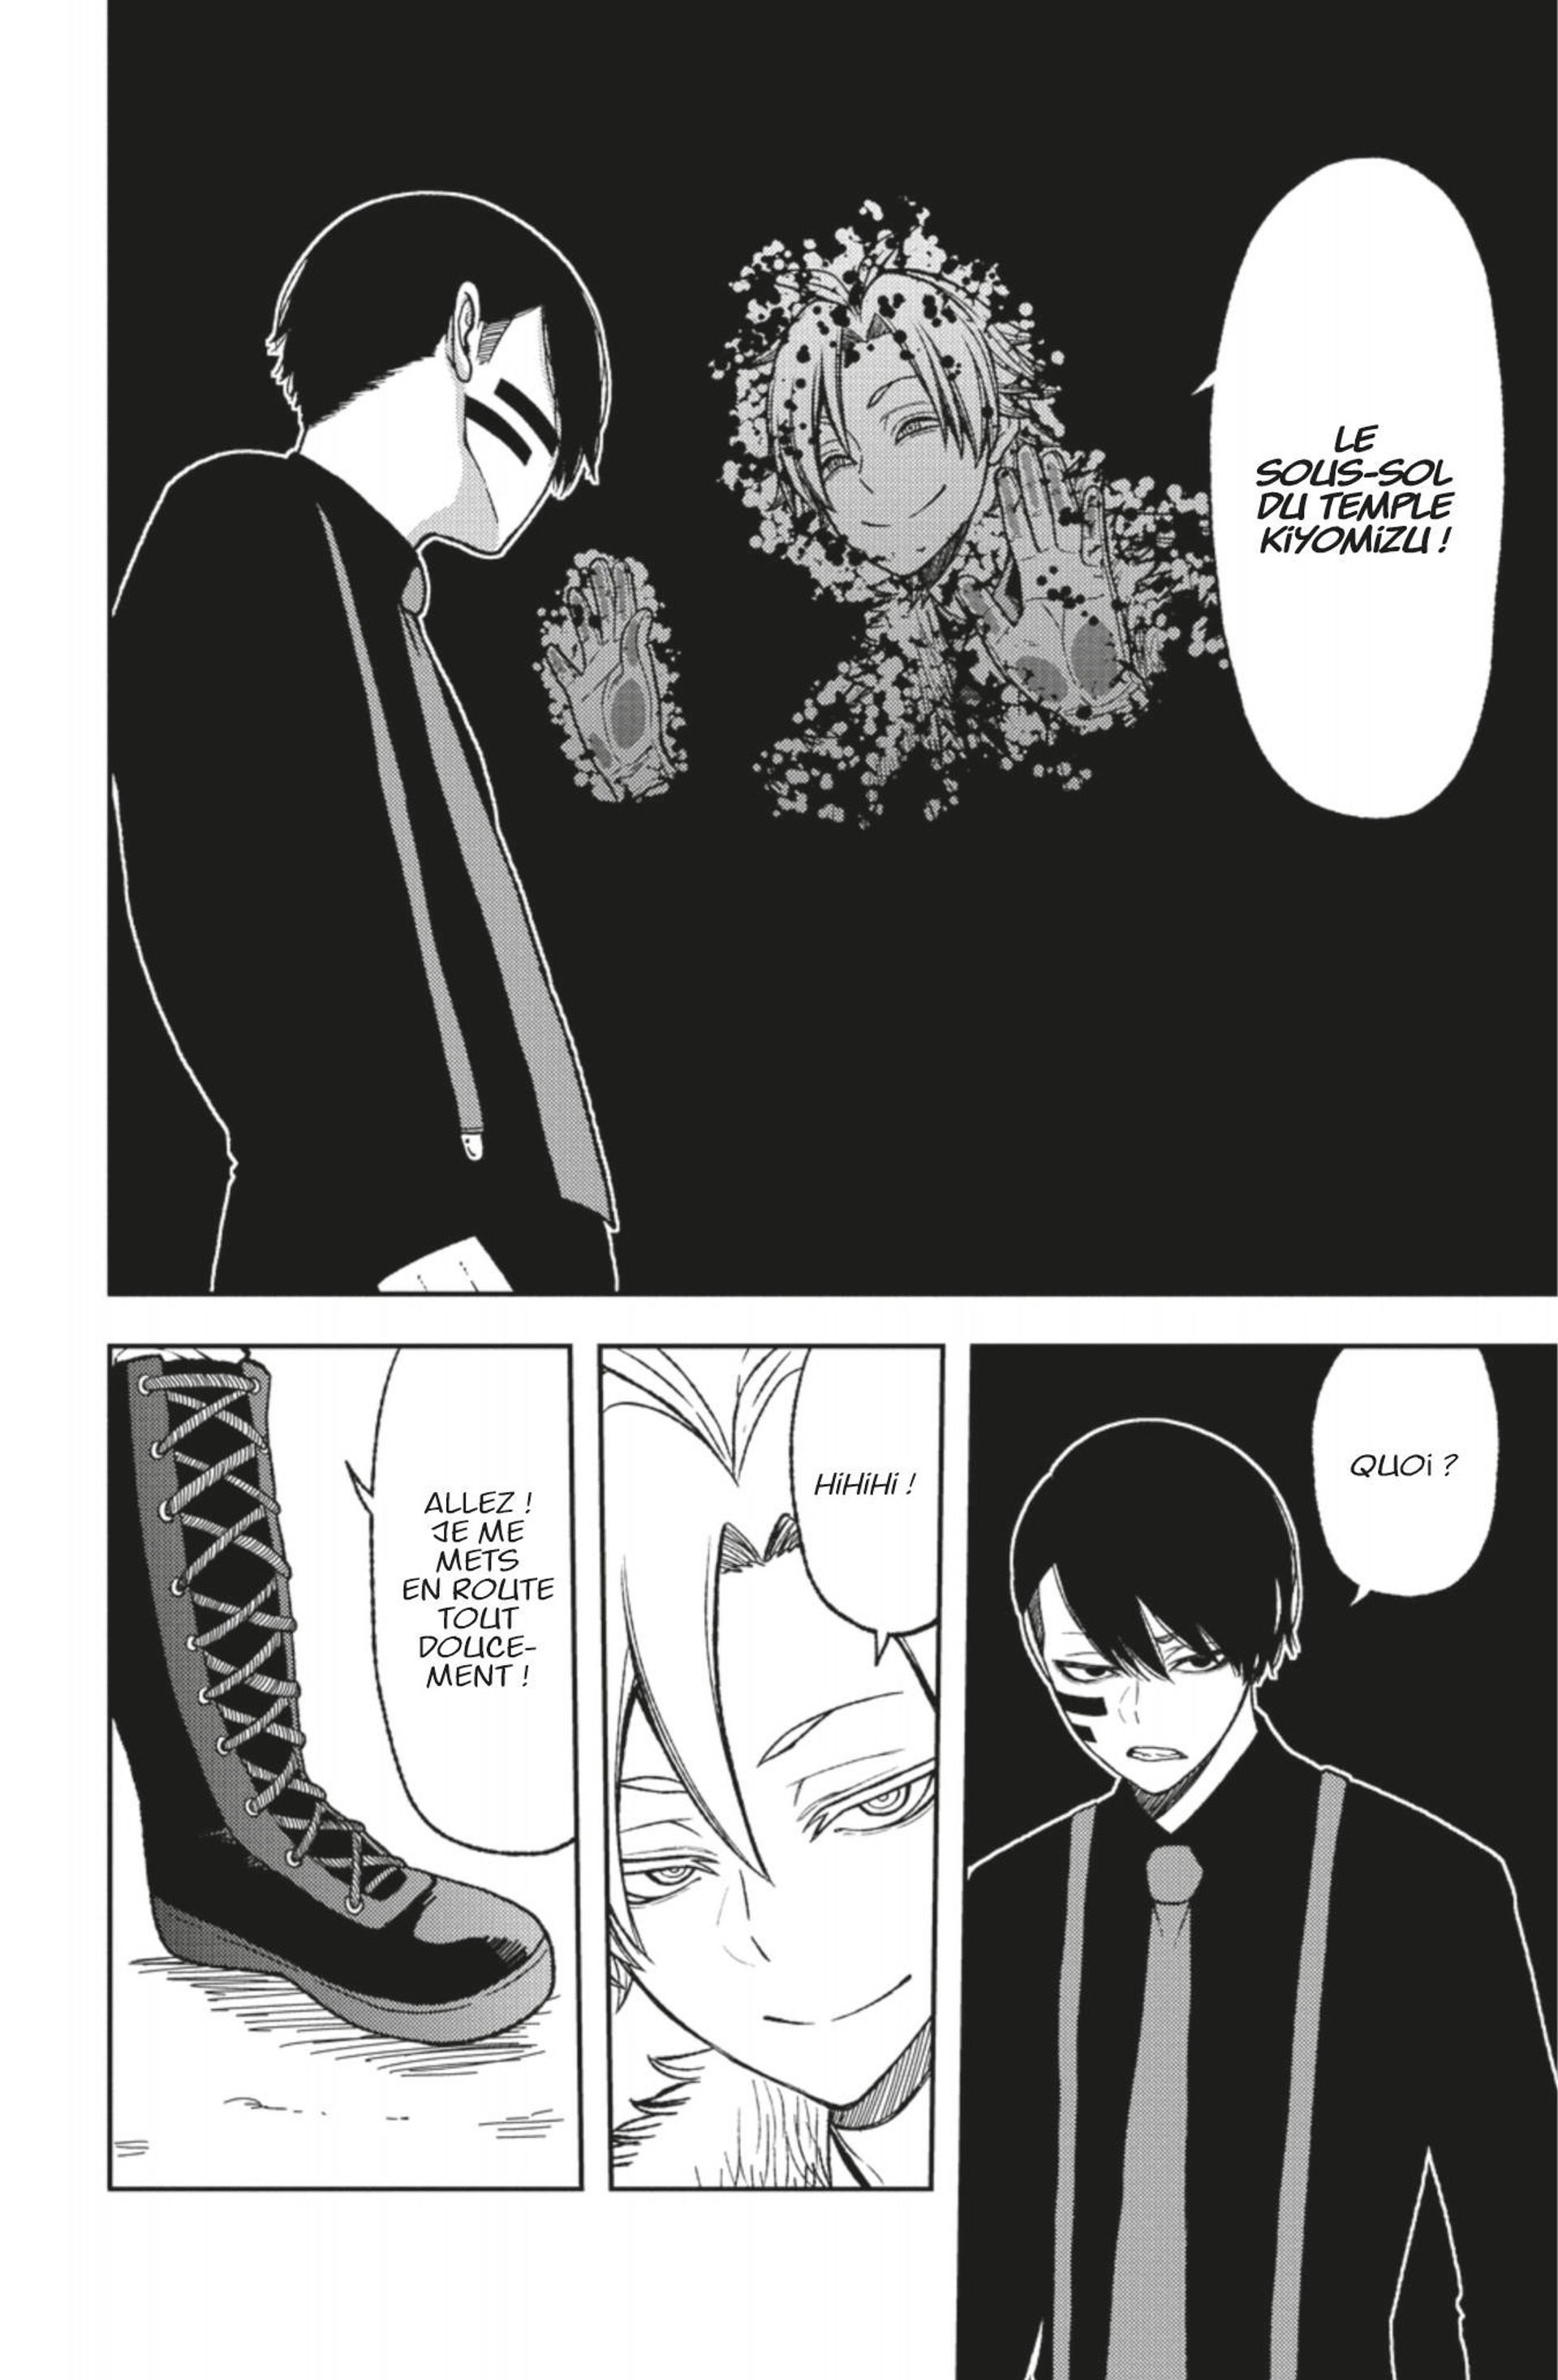 LE
SOUS-SOL
DU TEMPLE
KiYOMiZU !
QUOi ?
HiHiHi !
ALLEZ !
JE ME
METS
EN ROUTE
TOUT
DOUCE-
MENT !